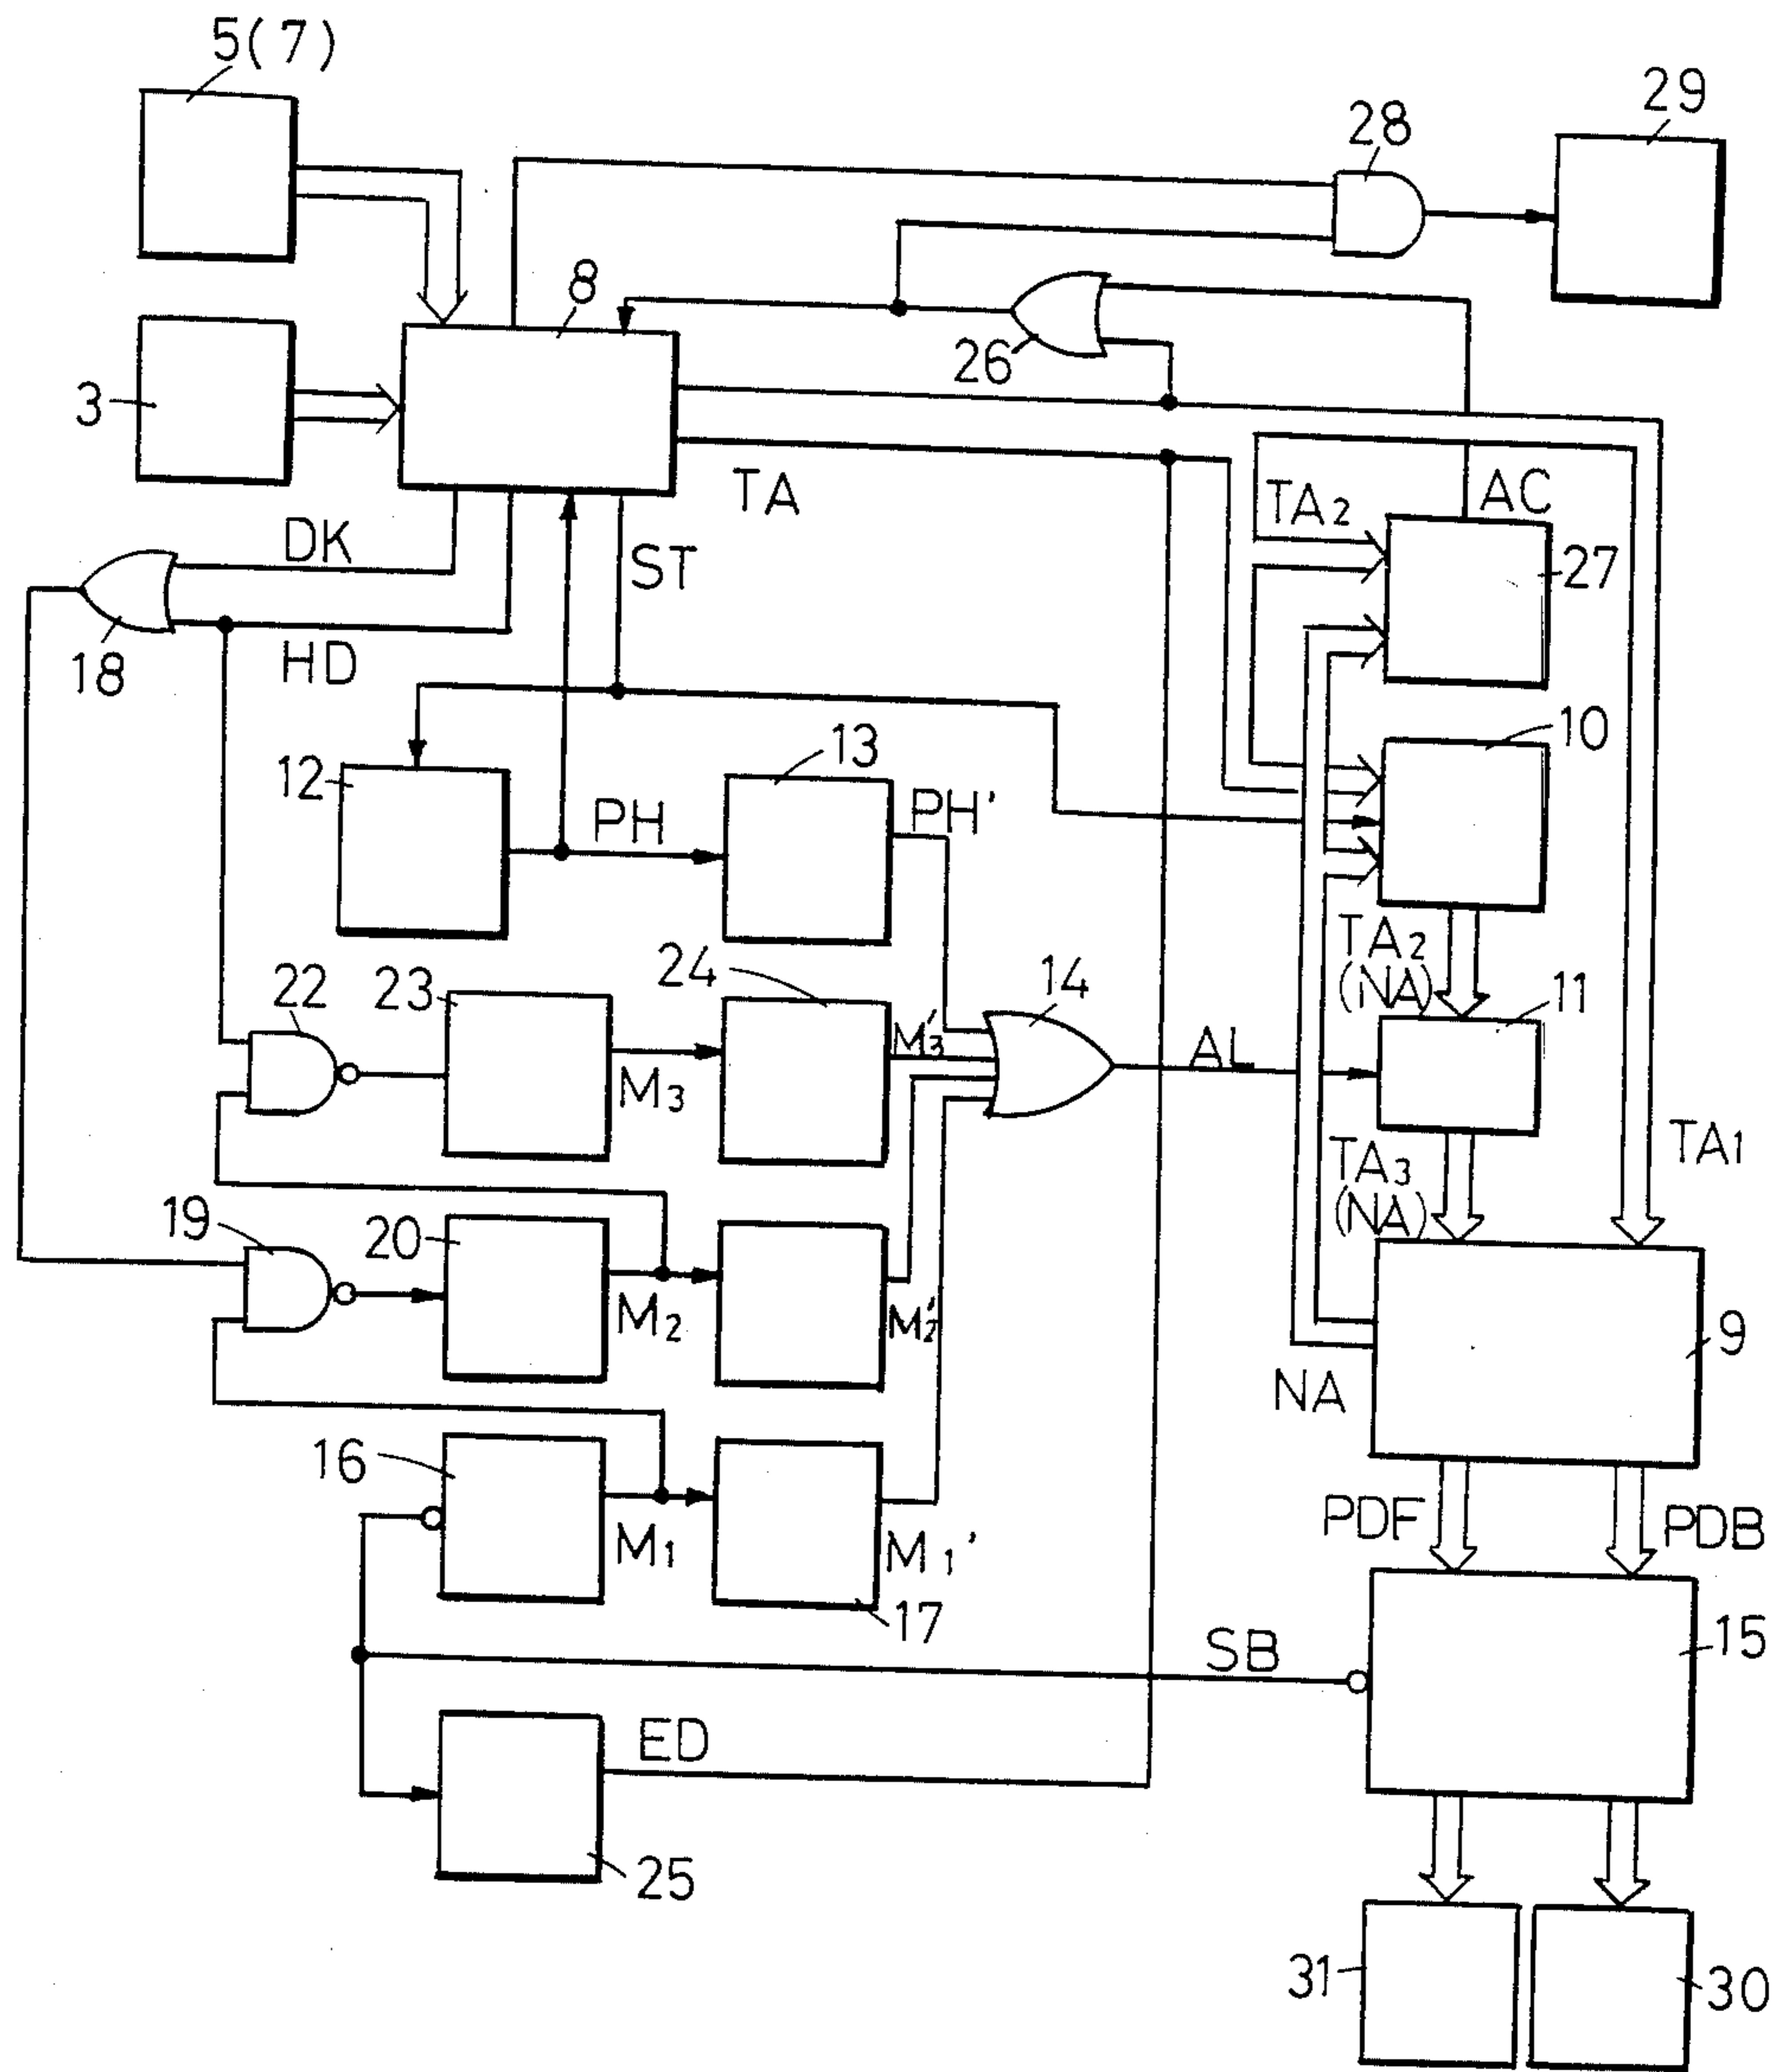 5(7)
29
28
8
26
3
TA
TA2
AC
DK
ST
27
18
HD
10
13
12
PH
PH'
TA2
(NA)
24
14
22
23
11
M3'
AL
M3
TA3
(NA)
TA1
19
20
M2
M2'
9
NA
16
M1
M1'
PDF
PDB
17
15
SB
ED
25
31
30